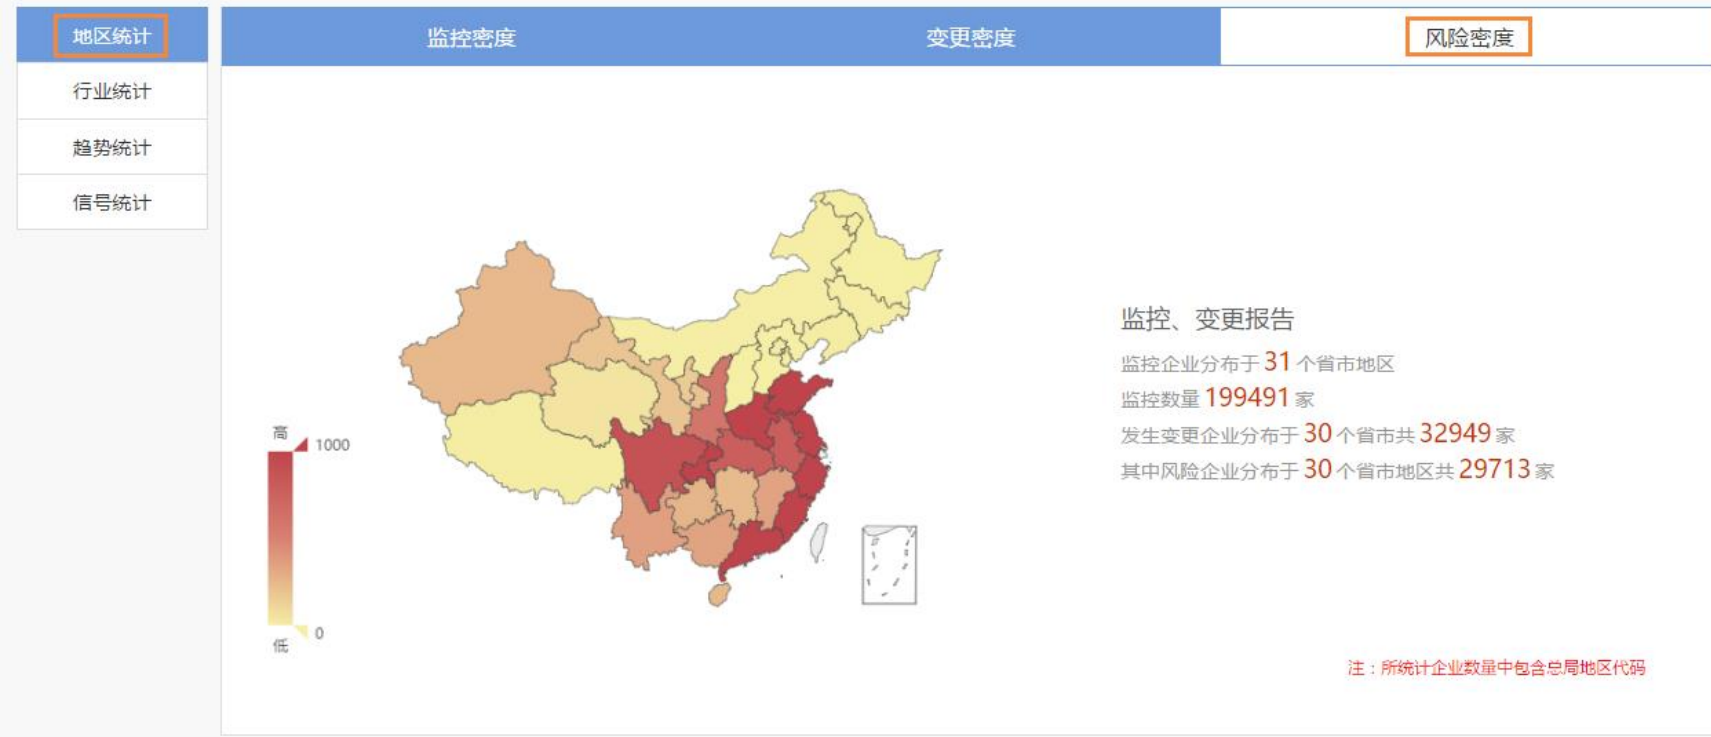 地区统计
监控密度
变更密度
风险密度
行业统计
趋势统计
信号统计
监控、变更报告
监控企业分布于 31 个省市地区
监控数量 199491 家
发生变更企业分布于 30 个省市共 32949 家
其中风险企业分布于 30 个省市地区共 29713 家
高
1000
0
低
注：所统计企业数量中包含总局地区代码